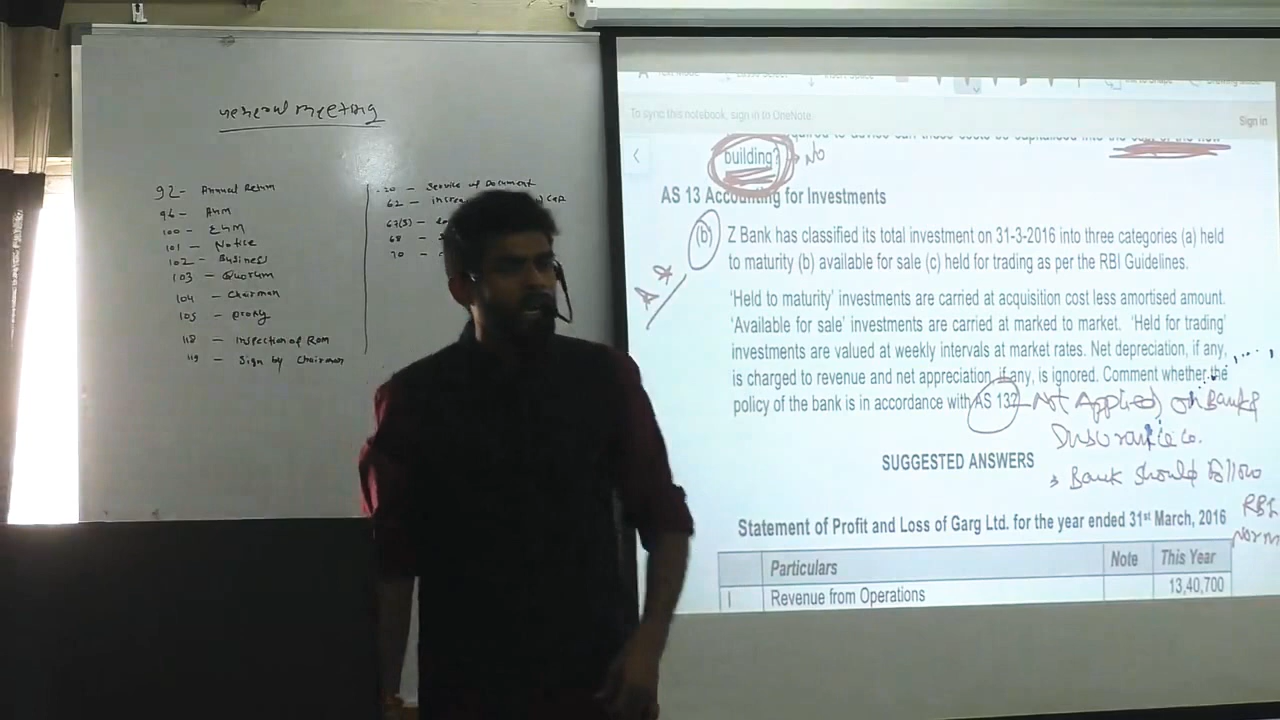 General meeting
92 - Annual Return
96 - AGM
100 - EGM
101 - Notice
102 - Business
103 - Quorum
104 - Chairman
105 - proxy
118 - Inspection of
119 - Sign by Chairman
20 - Service of Document
62 -
67(3) -
68 -
70 -
To sync this notebook, sign in to OneNote.
Sign in
building? → No
AS 13 Accounting for Investments
(b) Z Bank has classified its total investment on 31-3-2016 into three categories (a) held
to maturity (b) available for sale (c) held for trading as per the RBI Guidelines.
'Held to maturity' investments are carried at acquisition cost less amortised amount.
'Available for sale' investments are carried at marked to market. 'Held for trading'
investments are valued at weekly intervals at market rates. Net depreciation, if any,
is charged to revenue and net appreciation, if any, is ignored. Comment whether the
policy of the bank is in accordance with AS 13? Not Applied on Bank &
Insurance co.
Bank should follow
RBI
Norm
SUGGESTED ANSWERS
Statement of Profit and Loss of Garg Ltd. for the year ended 31st March, 2016
Particulars Note This Year
I Revenue from Operations 13,40,700